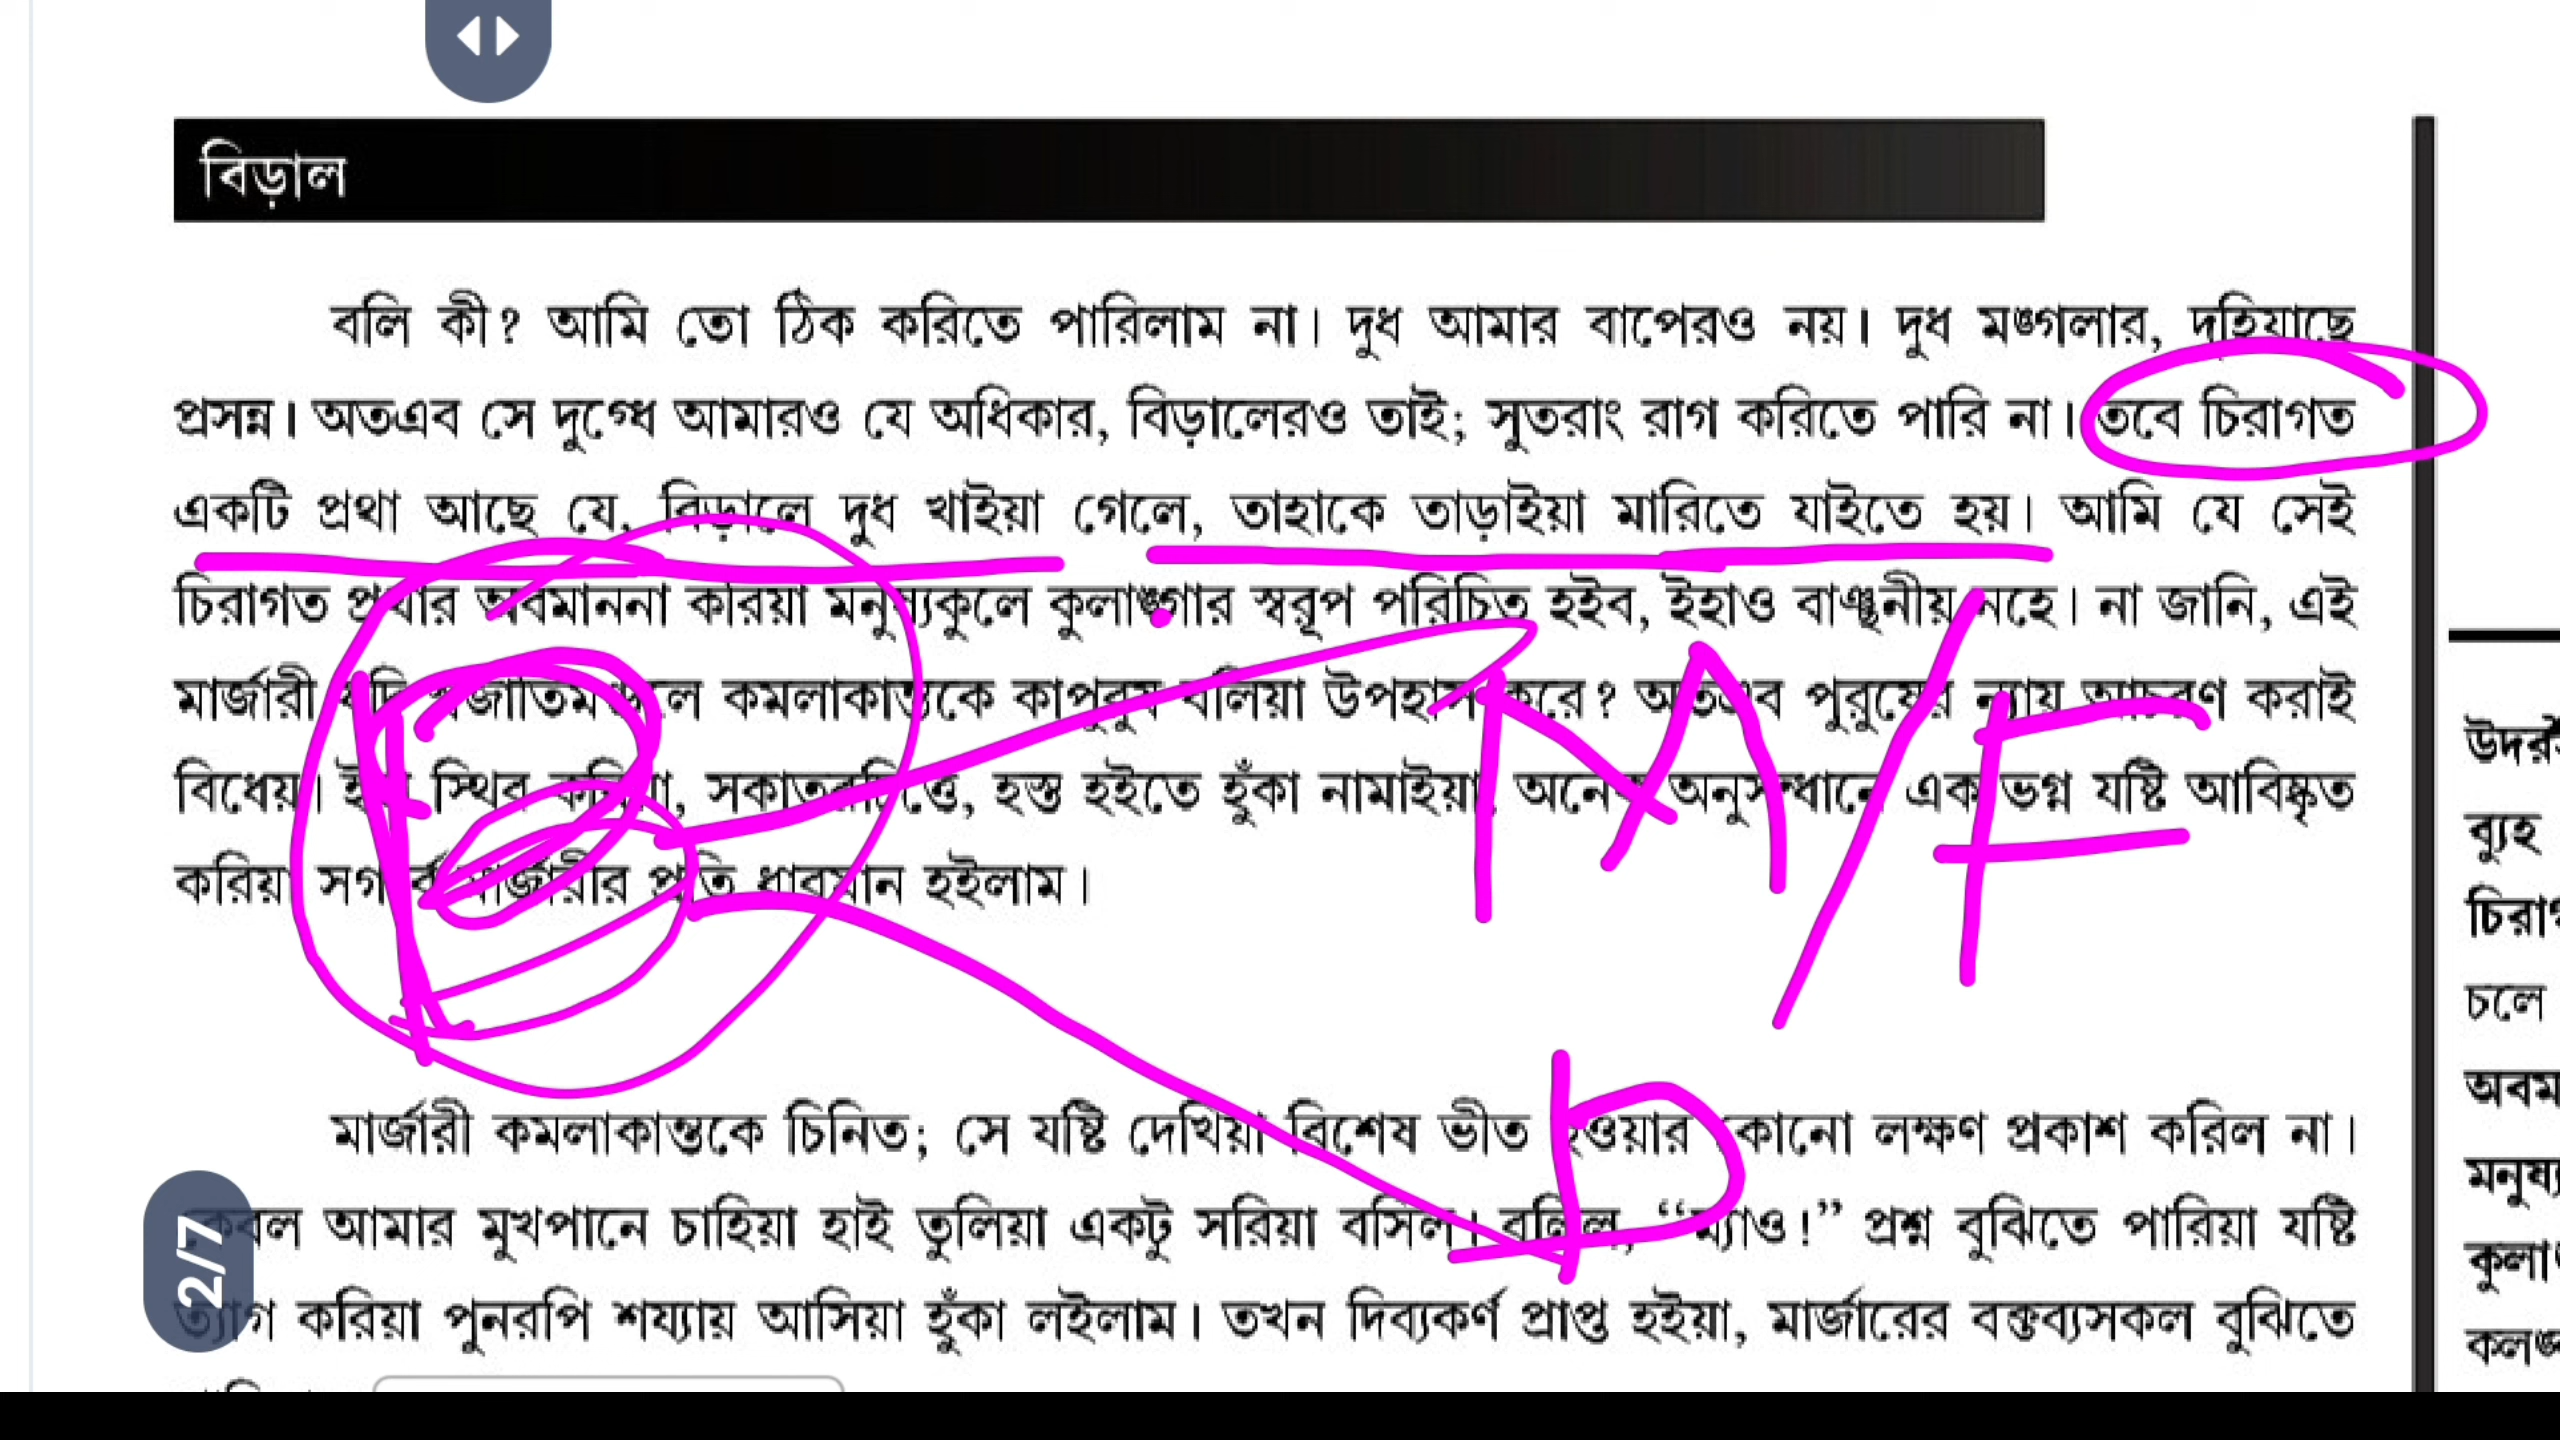 বিড়াল
বলি কী? আমি তো ঠিক করিতে পারিলাম না। দুধ আমার বাপেরও নয়। দুধ মঙ্গলার, দুহিয়াছে
প্রসন্ন। অতএব সে দুগ্ধে আমারও যে অধিকার, বিড়ালেরও তাই; সুতরাং রাগ করিতে পারি না। তবে চিরাগত
একটি প্রথা আছে যে, বিড়ালে দুধ খাইয়া গেলে, তাহাকে তাড়াইয়া মারিতে যাইতে হয়। আমি যে সেই
চিরাগত প্রথার অবমাননা করিয়া মনুষ্যকুলে কুলাঙ্গার স্বরূপ পরিচিত হইব, ইহাও বাঞ্ছনীয় নহে। না জানি, এই
মার্জারী যদি স্বজাতিমণ্ডলে কমলাকান্তকে কাপুরুষ বলিয়া উপহাস করে? অতএব পুরুষের ন্যায় আচরণ করাই
বিধেয়। ইহা স্থির করিয়া, সকাতরচিত্তে, হস্ত হইতে হুঁকা নামাইয়া, অনেক অনুসন্ধানে এক ভগ্ন যষ্টি আবিষ্কৃত
করিয়া সগর্বে মার্জারীর প্রতি ধাবমান হইলাম।
M/F
মার্জারী কমলাকান্তকে চিনিত; সে যষ্টি দেখিয়া বিশেষ ভীত হওয়ার কোনো লক্ষণ প্রকাশ করিল না।
কেবল আমার মুখপানে চাহিয়া হাই তুলিয়া একটু সরিয়া বসিল। বলিল, “ম্যাও!” প্রশ্ন বুঝিতে পারিয়া যষ্টি
ত্যাগ করিয়া পুনরপি শয্যায় আসিয়া হুঁকা লইলাম। তখন দিব্যকর্ণ প্রাপ্ত হইয়া, মার্জারের বক্তব্যসকল বুঝিতে
2/7
চলে